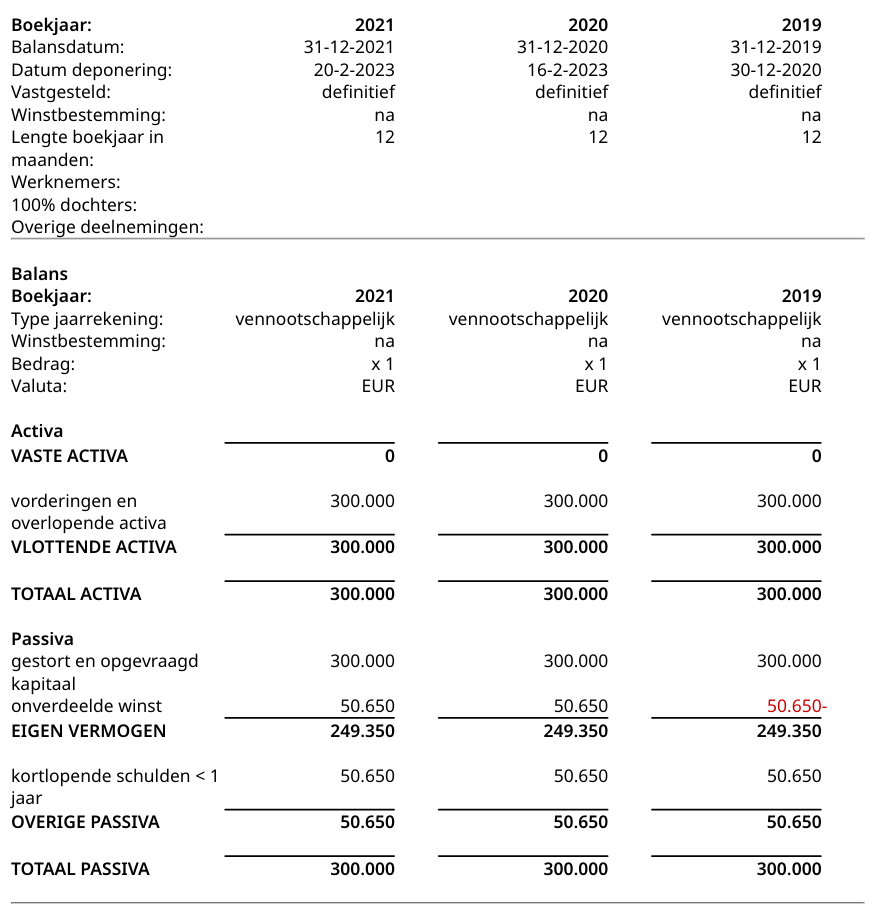 Boekjaar: 2021 2020 2019
Balansdatum: 31-12-2021 31-12-2020 31-12-2019
Datum deponering: 20-2-2023 16-2-2023 30-12-2020
Vastgesteld: definitief definitief definitief
Winstbestemming: na na na
Lengte boekjaar in 12 12 12
maanden:
Werknemers:
100% dochters:
Overige deelnemingen:
Balans
Boekjaar: 2021 2020 2019
Type jaarrekening: vennootschappelijk vennootschappelijk vennootschappelijk
Winstbestemming: na na na
Bedrag: x 1 x 1 x 1
Valuta: EUR EUR EUR
Activa
VASTE ACTIVA 0 0 0
vorderingen en 300.000 300.000 300.000
overlopende activa
VLOTTENDE ACTIVA 300.000 300.000 300.000
TOTAAL ACTIVA 300.000 300.000 300.000
Passiva
gestort en opgevraagd 300.000 300.000 300.000
kapitaal
onverdeelde winst 50.650 50.650 50.650-
EIGEN VERMOGEN 249.350 249.350 249.350
kortlopende schulden < 1 50.650 50.650 50.650
jaar
OVERIGE PASSIVA 50.650 50.650 50.650
TOTAAL PASSIVA 300.000 300.000 300.000